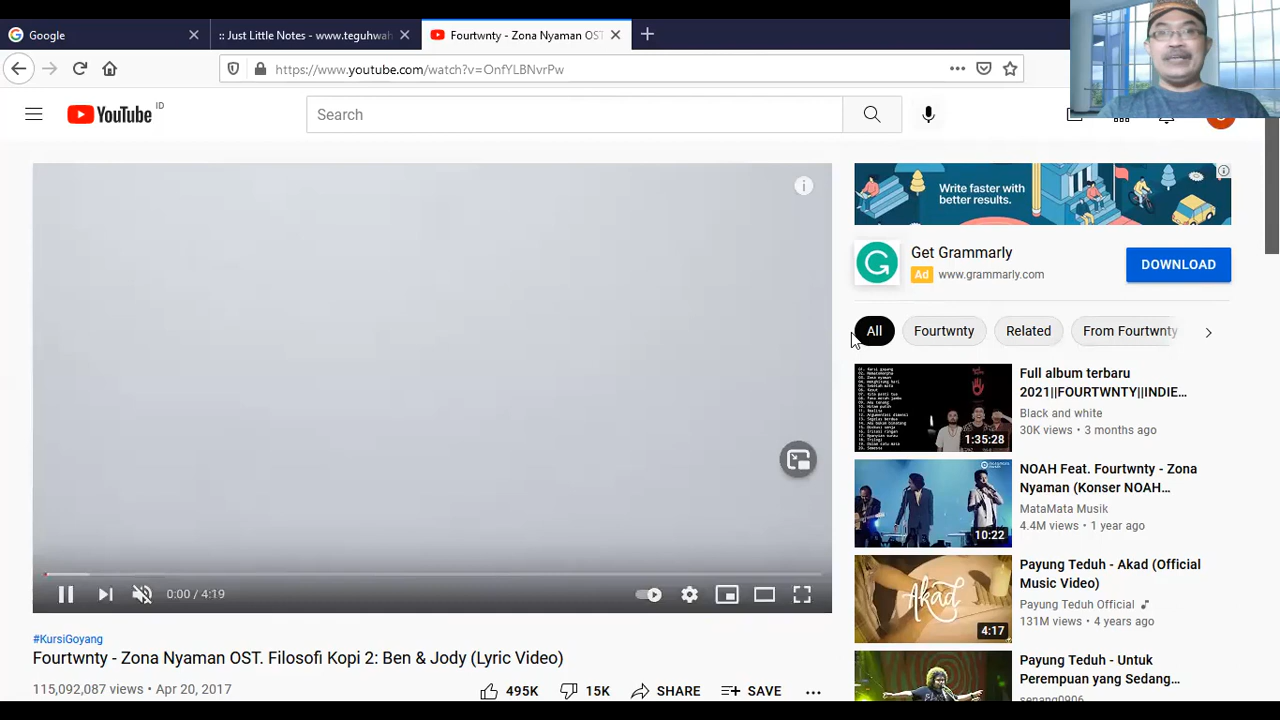 Google
:: Just Little Notes - www.teguhwah
Fourtwnty - Zona Nyaman OST
https://www.youtube.com/watch?v=OnfYLBNvrPw
YouTube ID
Search
Write faster with
better results.
Get Grammarly
Ad www.grammarly.com
DOWNLOAD
All
Fourtwnty
Related
From Fourtwnty
Full album terbaru
2021||FOURTWNTY||INDIE…
Black and white
30K views • 3 months ago
1:35:28
NOAH Feat. Fourtwnty - Zona
Nyaman (Konser NOAH…
MataMata Musik
4.4M views • 1 year ago
10:22
Payung Teduh - Akad (Official
Music Video)
Payung Teduh Official
131M views • 4 years ago
Akad
4:17
Payung Teduh - Untuk
Perempuan yang Sedang…
senang0906
0:00 / 4:19
#KursiGoyang
Fourtwnty - Zona Nyaman OST. Filosofi Kopi 2: Ben & Jody (Lyric Video)
115,092,087 views • Apr 20, 2017
495K
15K
SHARE
SAVE